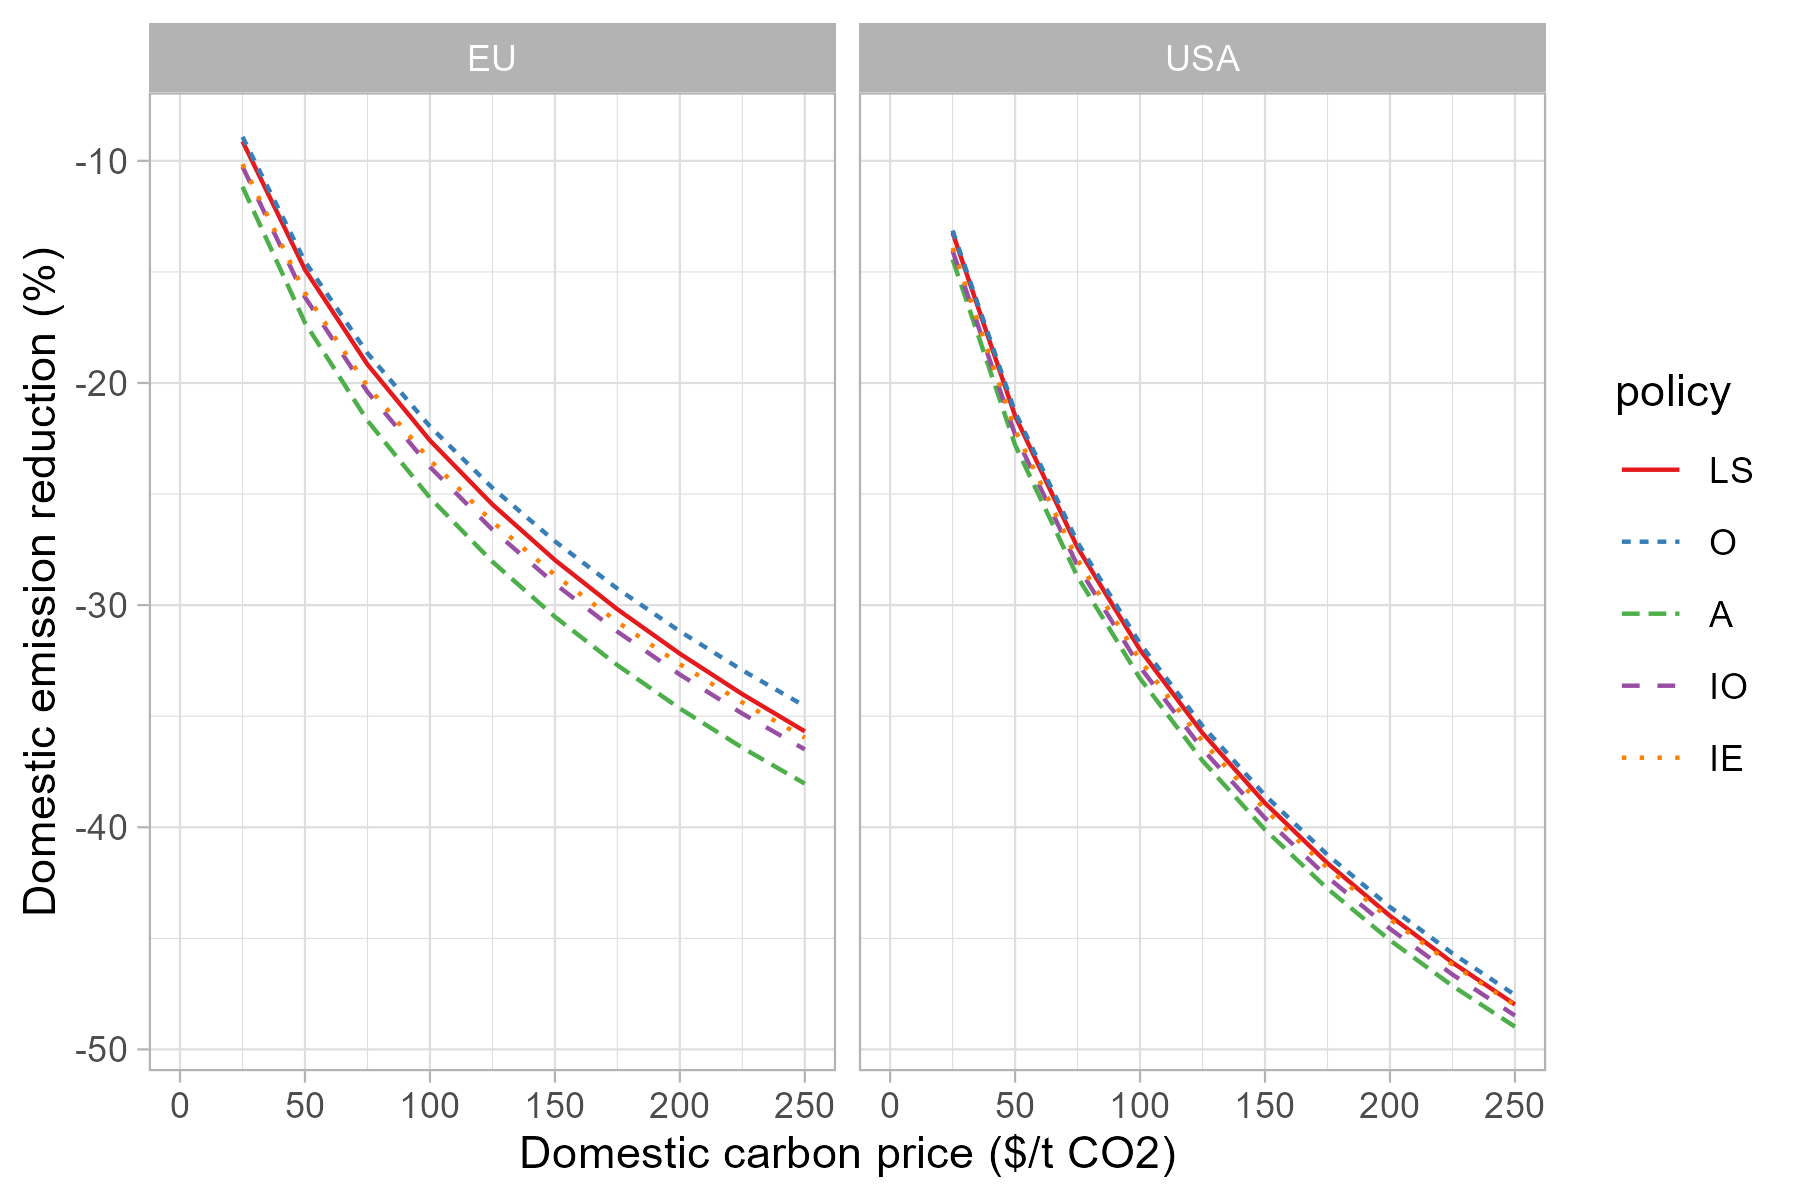 EU
USA
Domestic emission reduction (%)
-10
-20
-30
-40
-50
0 50 100 150 200 250
0 50 100 150 200 250
Domestic carbon price ($/t CO2)
policy
LS
O
A
IO
IE